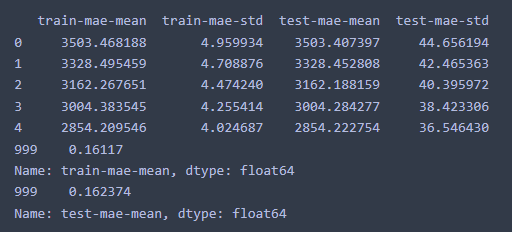 train-mae-mean train-mae-std test-mae-mean test-mae-std
0 3503.468188 4.959934 3503.407397 44.656194
1 3328.495459 4.708876 3328.452808 42.465363
2 3162.267651 4.474240 3162.188159 40.395972
3 3004.383545 4.255414 3004.284277 38.423306
4 2854.209546 4.024687 2854.222754 36.546430
999 0.16117
Name: train-mae-mean, dtype: float64
999 0.162374
Name: test-mae-mean, dtype: float64